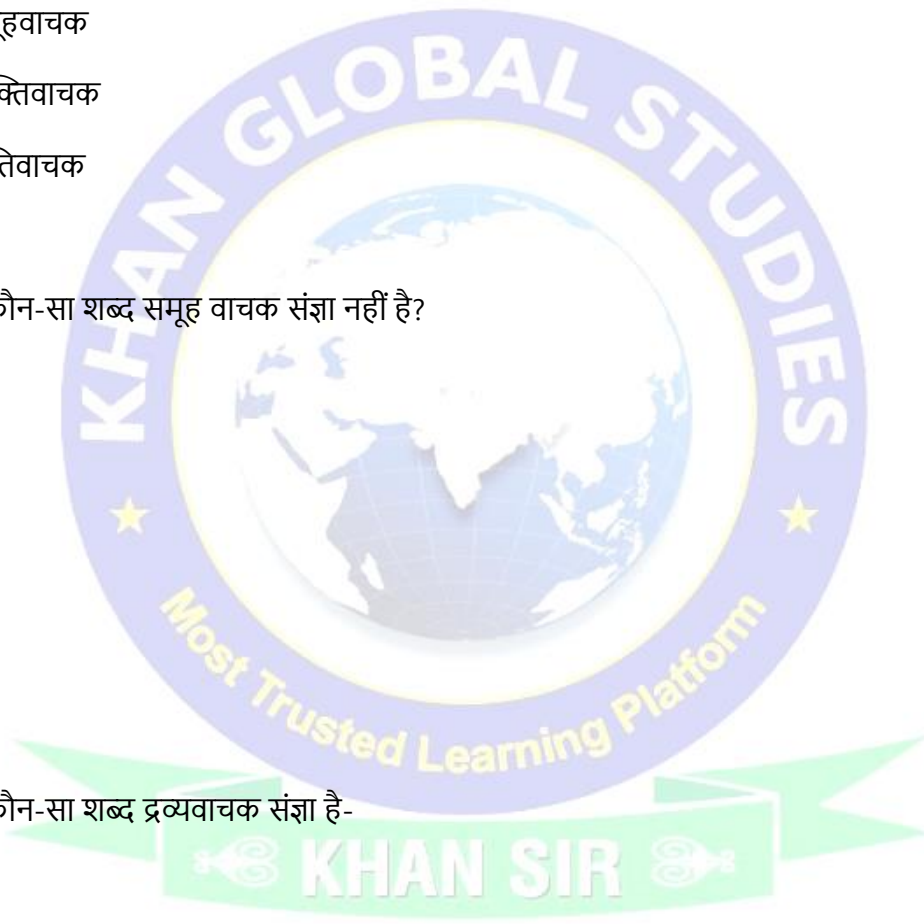 ूहवाचक
क्तिवाचक
तिवाचक
कौन-सा शब्द समूह वाचक संज्ञा नहीं है?
कौन-सा शब्द द्रव्यवाचक संज्ञा है-
KHAN GLOBAL STUDIES
Most Trusted Learning Platform
KHAN SIR